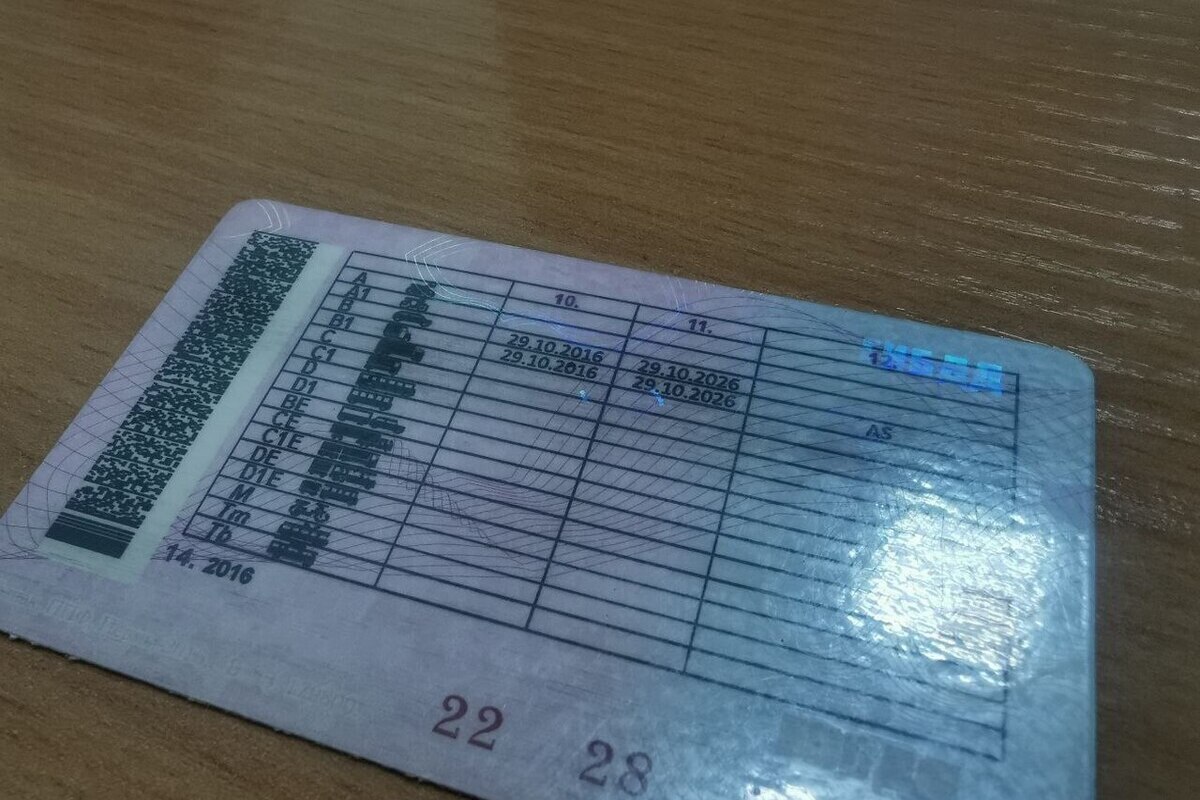 10. 11. 12.
A
A1
B 29.10.2016 29.10.2026
B1 29.10.2016 29.10.2026 AS
C
C1
D
D1
BE
CE
C1E
DE
D1E
M
Tm
Tb
14. 2016
22 28